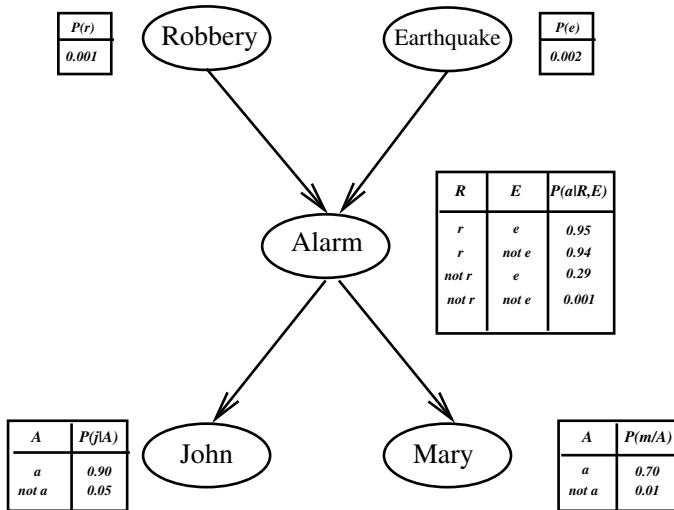 P(r)
0.001
Robbery
Earthquake
P(e)
0.002
R E P(a|R,E)
r e 0.95
r not e 0.94
not r e 0.29
not r not e 0.001
Alarm
A P(j|A)
a 0.90
not a 0.05
John
Mary
A P(m/A)
a 0.70
not a 0.01